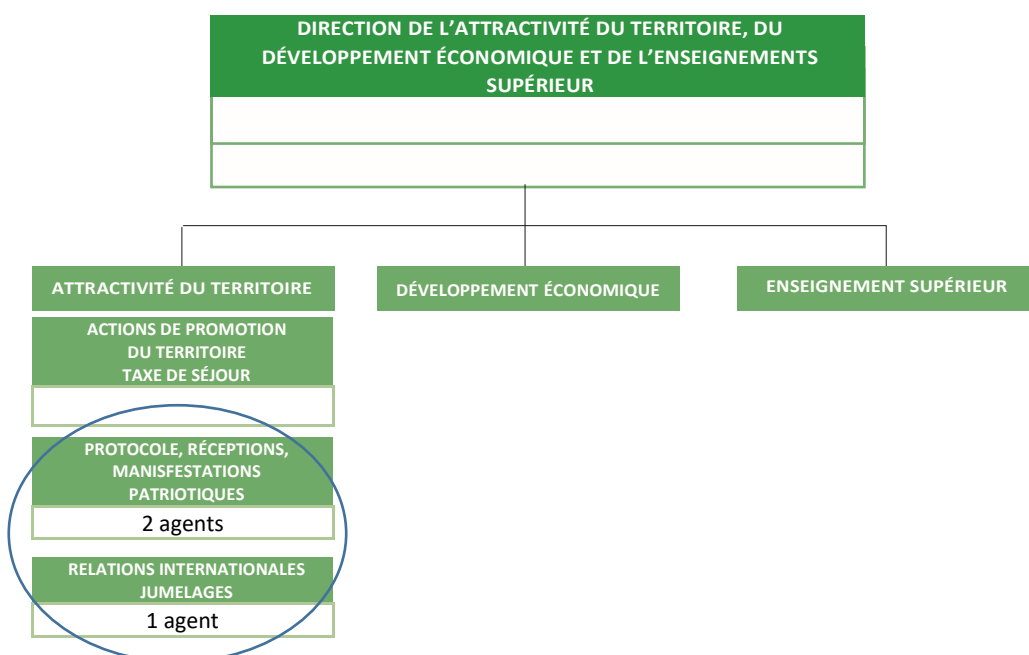 DIRECTION DE L’ATTRACTIVITÉ DU TERRITOIRE, DU
DÉVELOPPEMENT ÉCONOMIQUE ET DE L’ENSEIGNEMENTS
SUPÉRIEUR
ATTRACTIVITÉ DU TERRITOIRE
DÉVELOPPEMENT ÉCONOMIQUE
ENSEIGNEMENT SUPÉRIEUR
ACTIONS DE PROMOTION
DU TERRITOIRE
TAXE DE SÉJOUR
PROTOCOLE, RÉCEPTIONS,
MANISFESTATIONS
PATRIOTIQUES
2 agents
RELATIONS INTERNATIONALES
JUMELAGES
1 agent